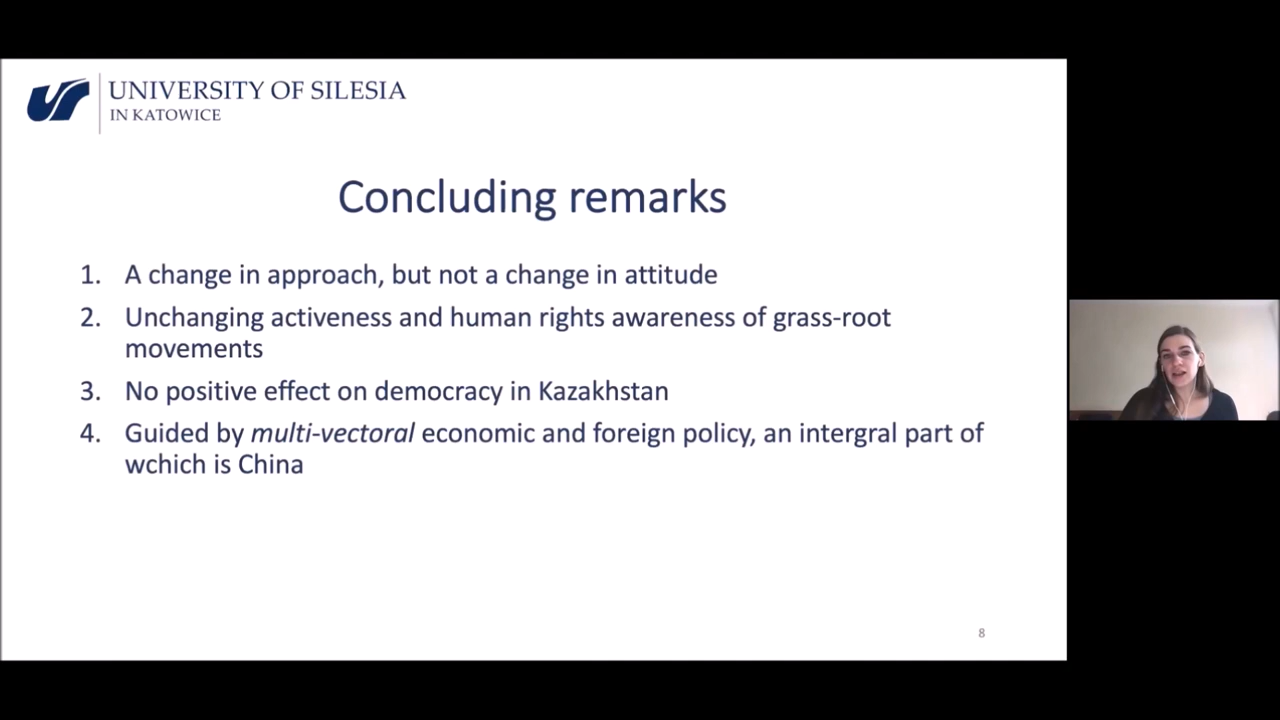 UNIVERSITY OF SILESIA
IN KATOWICE
Concluding remarks
1. A change in approach, but not a change in attitude
2. Unchanging activeness and human rights awareness of grass-root
movements
3. No positive effect on democracy in Kazakhstan
4. Guided by multi-vectoral economic and foreign policy, an intergral part of
wchich is China
8